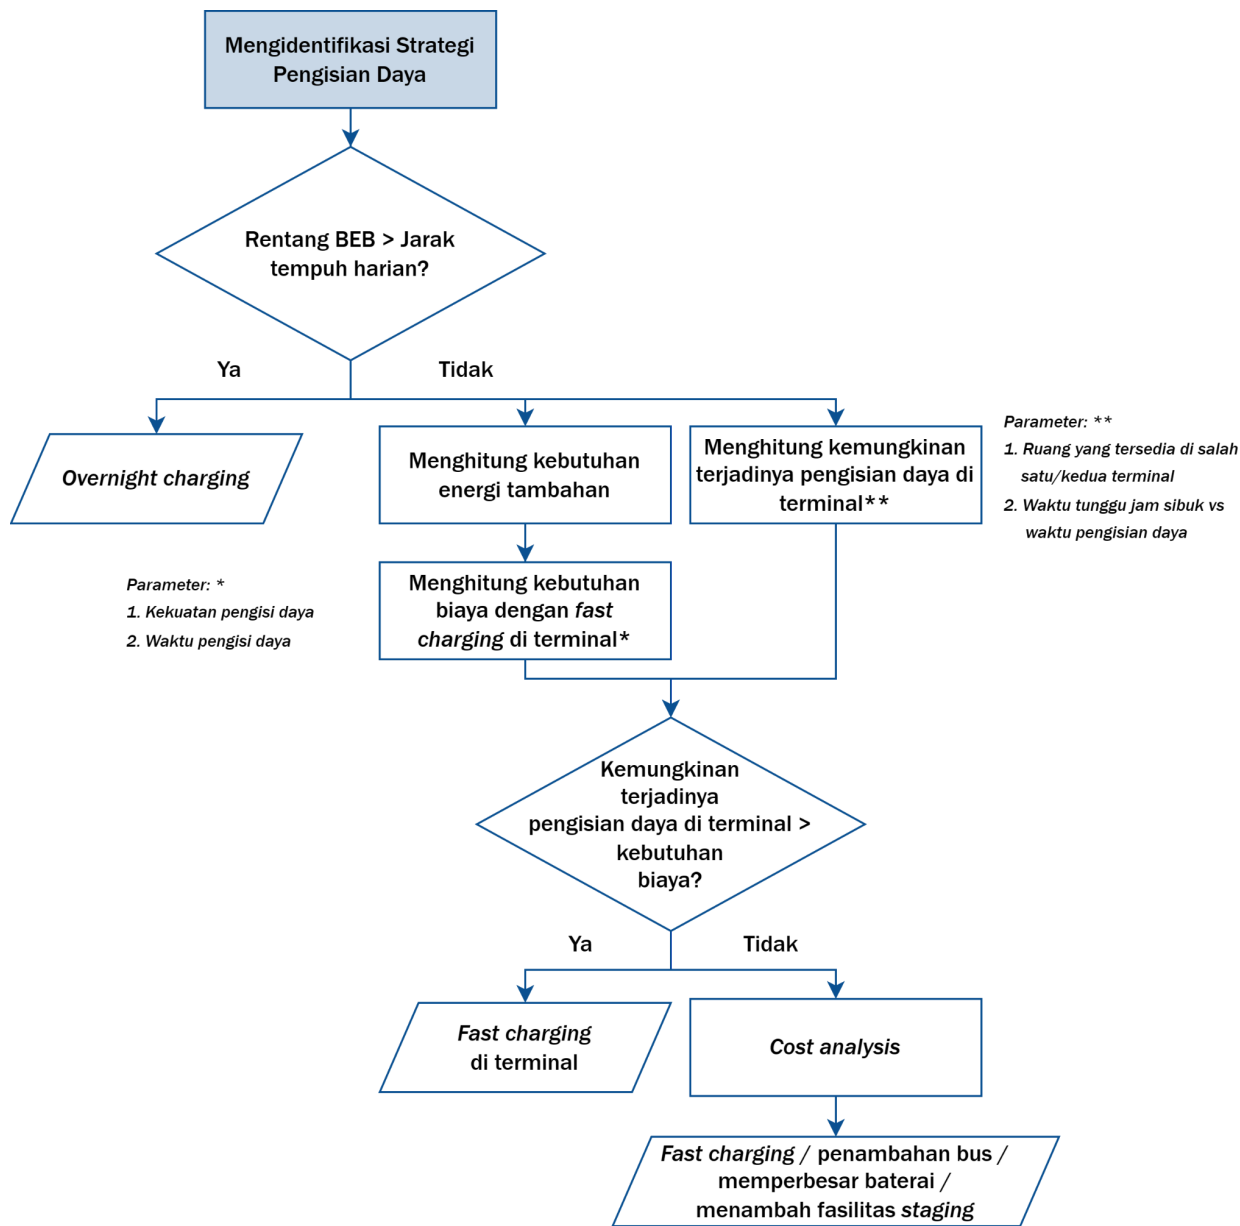 Mengidentifikasi Strategi
Pengisian Daya
Rentang BEB > Jarak
tempuh harian?
Ya
Tidak
Overnight charging
Menghitung kebutuhan
energi tambahan
Menghitung kemungkinan
terjadinya pengisian daya di
terminal**
Parameter: **
1. Ruang yang tersedia di salah
satu/kedua terminal
2. Waktu tunggu jam sibuk vs
waktu pengisian daya
Parameter: *
1. Kekuatan pengisi daya
2. Waktu pengisi daya
Menghitung kebutuhan
biaya dengan fast
charging di terminal*
Kemungkinan
terjadinya
pengisian daya di terminal >
kebutuhan
biaya?
Ya
Tidak
Fast charging
di terminal
Cost analysis
Fast charging / penambahan bus /
memperbesar baterai /
menambah fasilitas staging